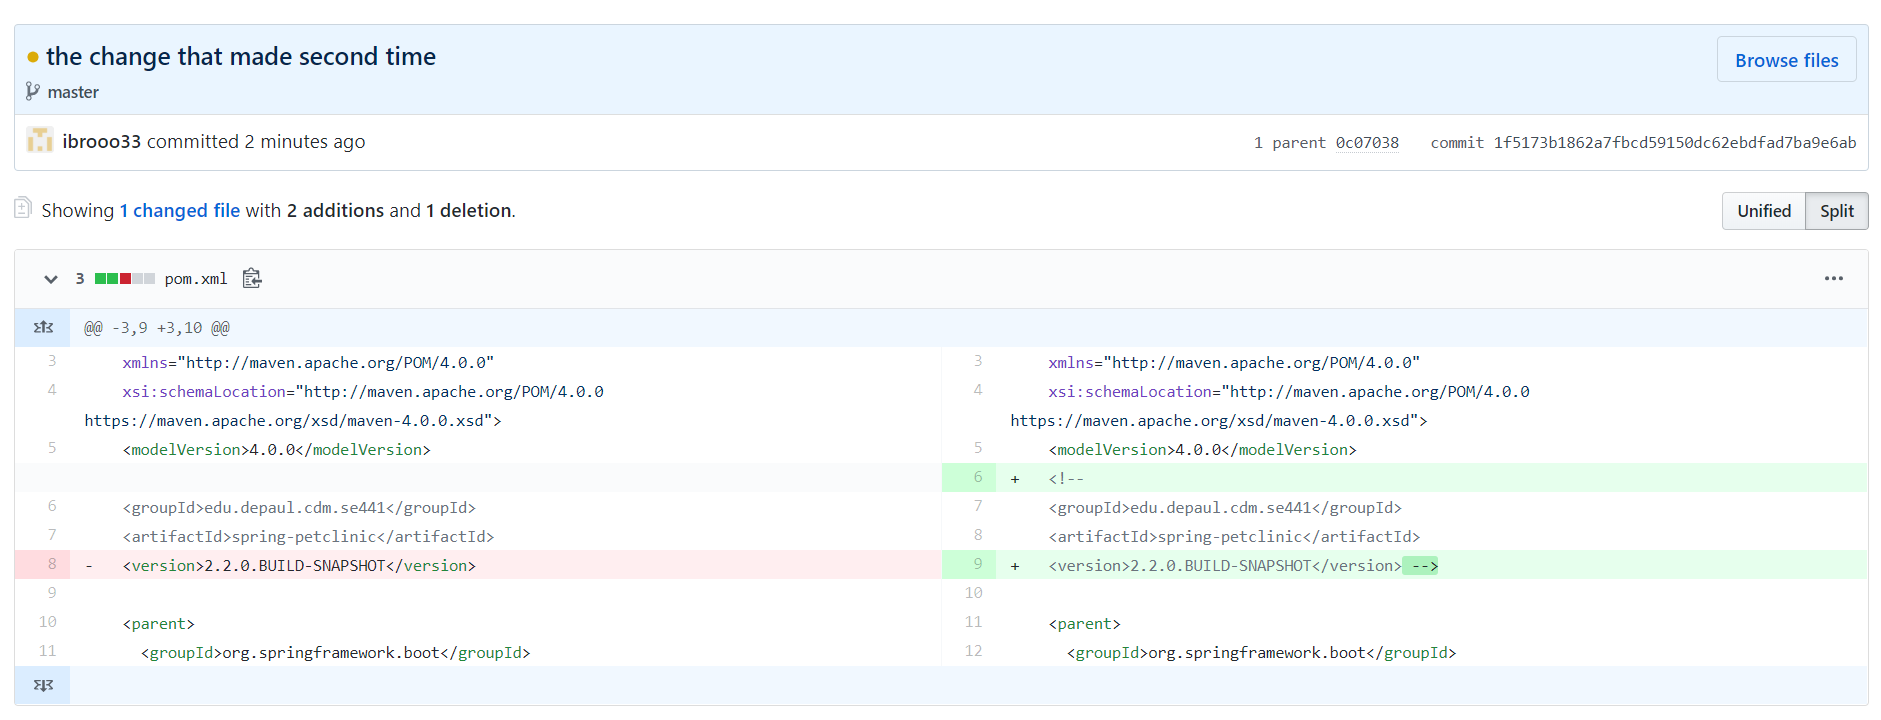 the change that made second time
Browse files
master
ibrooo33 committed 2 minutes ago
1 parent 0c07038 commit 1f5173b1862a7fbcd59150dc62ebdfad7ba9e6ab
Showing 1 changed file with 2 additions and 1 deletion.
Unified Split
3 pom.xml
@@ -3,9 +3,10 @@
3 xmlns="http://maven.apache.org/POM/4.0.0" 3 xmlns="http://maven.apache.org/POM/4.0.0"
4 xsi:schemaLocation="http://maven.apache.org/POM/4.0.0 4 xsi:schemaLocation="http://maven.apache.org/POM/4.0.0
https://maven.apache.org/xsd/maven-4.0.0.xsd"> https://maven.apache.org/xsd/maven-4.0.0.xsd">
5 <modelVersion>4.0.0</modelVersion> 5 <modelVersion>4.0.0</modelVersion>
6 + <!--
6 <groupId>edu.depaul.cdm.se441</groupId> 7 <groupId>edu.depaul.cdm.se441</groupId>
7 <artifactId>spring-petclinic</artifactId> 8 <artifactId>spring-petclinic</artifactId>
8 - <version>2.2.0.BUILD-SNAPSHOT</version> 9 + <version>2.2.0.BUILD-SNAPSHOT</version> -->
9 10
10 <parent> 11 <parent>
11 <groupId>org.springframework.boot</groupId> 12 <groupId>org.springframework.boot</groupId>